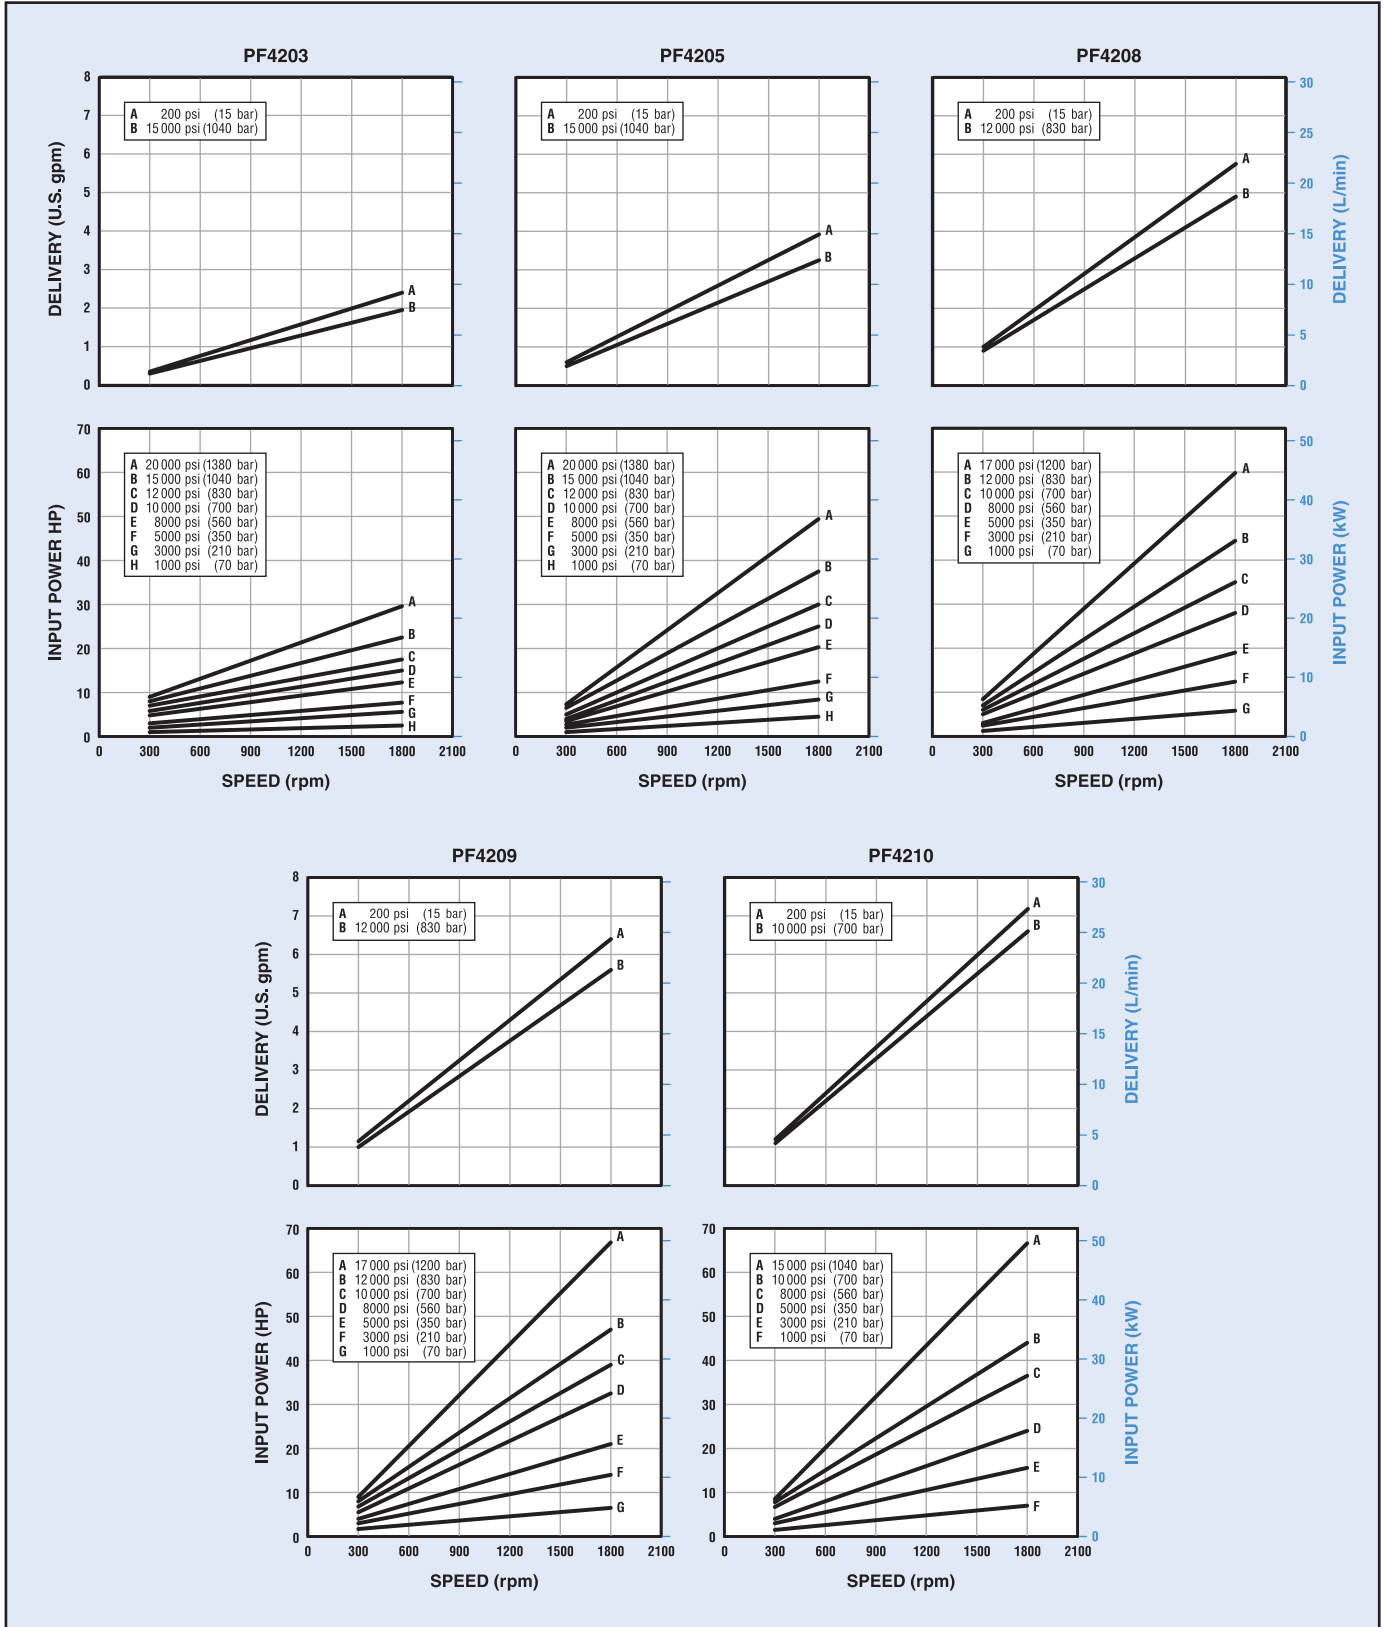 PF4203
PF4205
PF4208
8
7
6
5
4
3
2
1
0
DELIVERY (U.S. gpm)
A 200 psi (15 bar)
B 15 000 psi (1040 bar)
A
B
A 200 psi (15 bar)
B 15 000 psi (1040 bar)
A
B
A 200 psi (15 bar)
B 12 000 psi (830 bar)
A
B
30
25
20
15
10
5
0
DELIVERY (L/min)
70
60
50
40
30
20
10
0
INPUT POWER HP)
A 20 000 psi (1380 bar)
B 15 000 psi (1040 bar)
C 12 000 psi (830 bar)
D 10 000 psi (700 bar)
E 8000 psi (560 bar)
F 5000 psi (350 bar)
G 3000 psi (210 bar)
H 1000 psi (70 bar)
A
B
C
D
E
F
G
H
0 300 600 900 1200 1500 1800 2100
SPEED (rpm)
A 20 000 psi (1380 bar)
B 15 000 psi (1040 bar)
C 12 000 psi (830 bar)
D 10 000 psi (700 bar)
E 8000 psi (560 bar)
F 5000 psi (350 bar)
G 3000 psi (210 bar)
H 1000 psi (70 bar)
A
B
C
D
E
F
G
H
0 300 600 900 1200 1500 1800 2100
SPEED (rpm)
A 17 000 psi (1200 bar)
B 12 000 psi (830 bar)
C 10 000 psi (700 bar)
D 8000 psi (560 bar)
E 5000 psi (350 bar)
F 3000 psi (210 bar)
G 1000 psi (70 bar)
A
B
C
D
E
F
G
50
40
30
20
10
0
INPUT POWER (kW)
0 300 600 900 1200 1500 1800 2100
SPEED (rpm)
PF4209
PF4210
8
7
6
5
4
3
2
1
0
DELIVERY (U.S. gpm)
A 200 psi (15 bar)
B 12 000 psi (830 bar)
A
B
A 200 psi (15 bar)
B 10 000 psi (700 bar)
A
B
30
25
20
15
10
5
0
DELIVERY (L/min)
70
60
50
40
30
20
10
0
INPUT POWER (HP)
A 17 000 psi (1200 bar)
B 12 000 psi (830 bar)
C 10 000 psi (700 bar)
D 8000 psi (560 bar)
E 5000 psi (350 bar)
F 3000 psi (210 bar)
G 1000 psi (70 bar)
A
B
C
D
E
F
G
0 300 600 900 1200 1500 1800 2100
SPEED (rpm)
70
60
50
40
30
20
10
0
A 15 000 psi (1040 bar)
B 10 000 psi (700 bar)
C 8000 psi (560 bar)
D 5000 psi (350 bar)
E 3000 psi (210 bar)
F 1000 psi (70 bar)
A
B
C
D
E
F
50
40
30
20
10
0
INPUT POWER (kW)
0 300 600 900 1200 1500 1800 2100
SPEED (rpm)